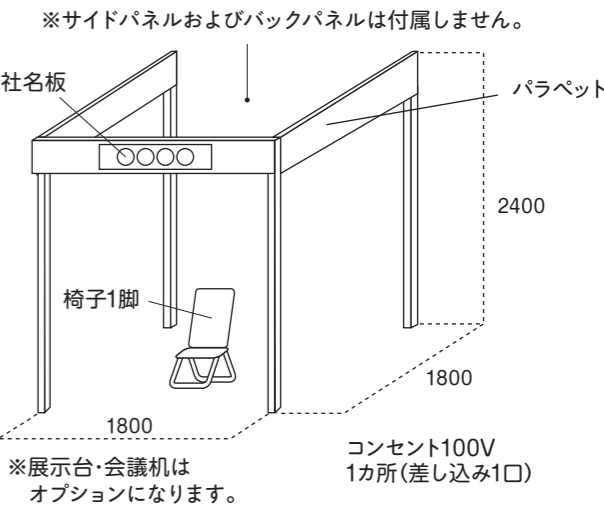 ※サイドパネルおよびバックパネルは付属しません。
社名板
パラペット
2400
椅子1脚
1800
1800
※展示台・会議机は
オプションになります。
コンセント100V
1カ所(差し込み1口)